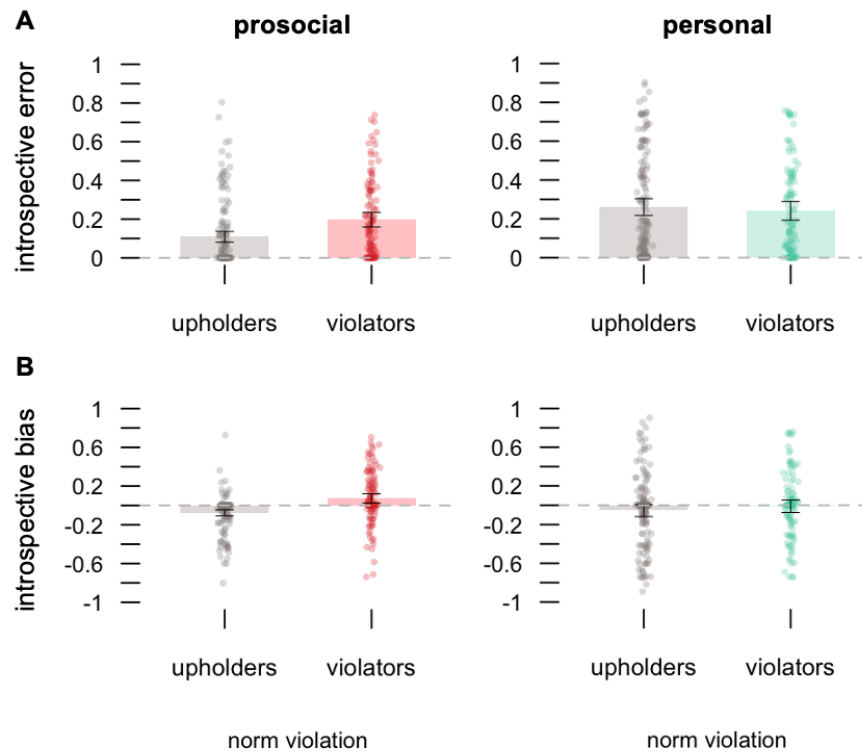 A
prosocial
personal
introspective error
1
0.8
0.6
0.4
0.2
0
upholders
violators
1
0.8
0.6
0.4
0.2
0
upholders
violators
B
introspective bias
1
0.6
0.2
-0.2
-0.6
-1
upholders
violators
norm violation
1
0.6
0.2
-0.2
-0.6
-1
upholders
violators
norm violation